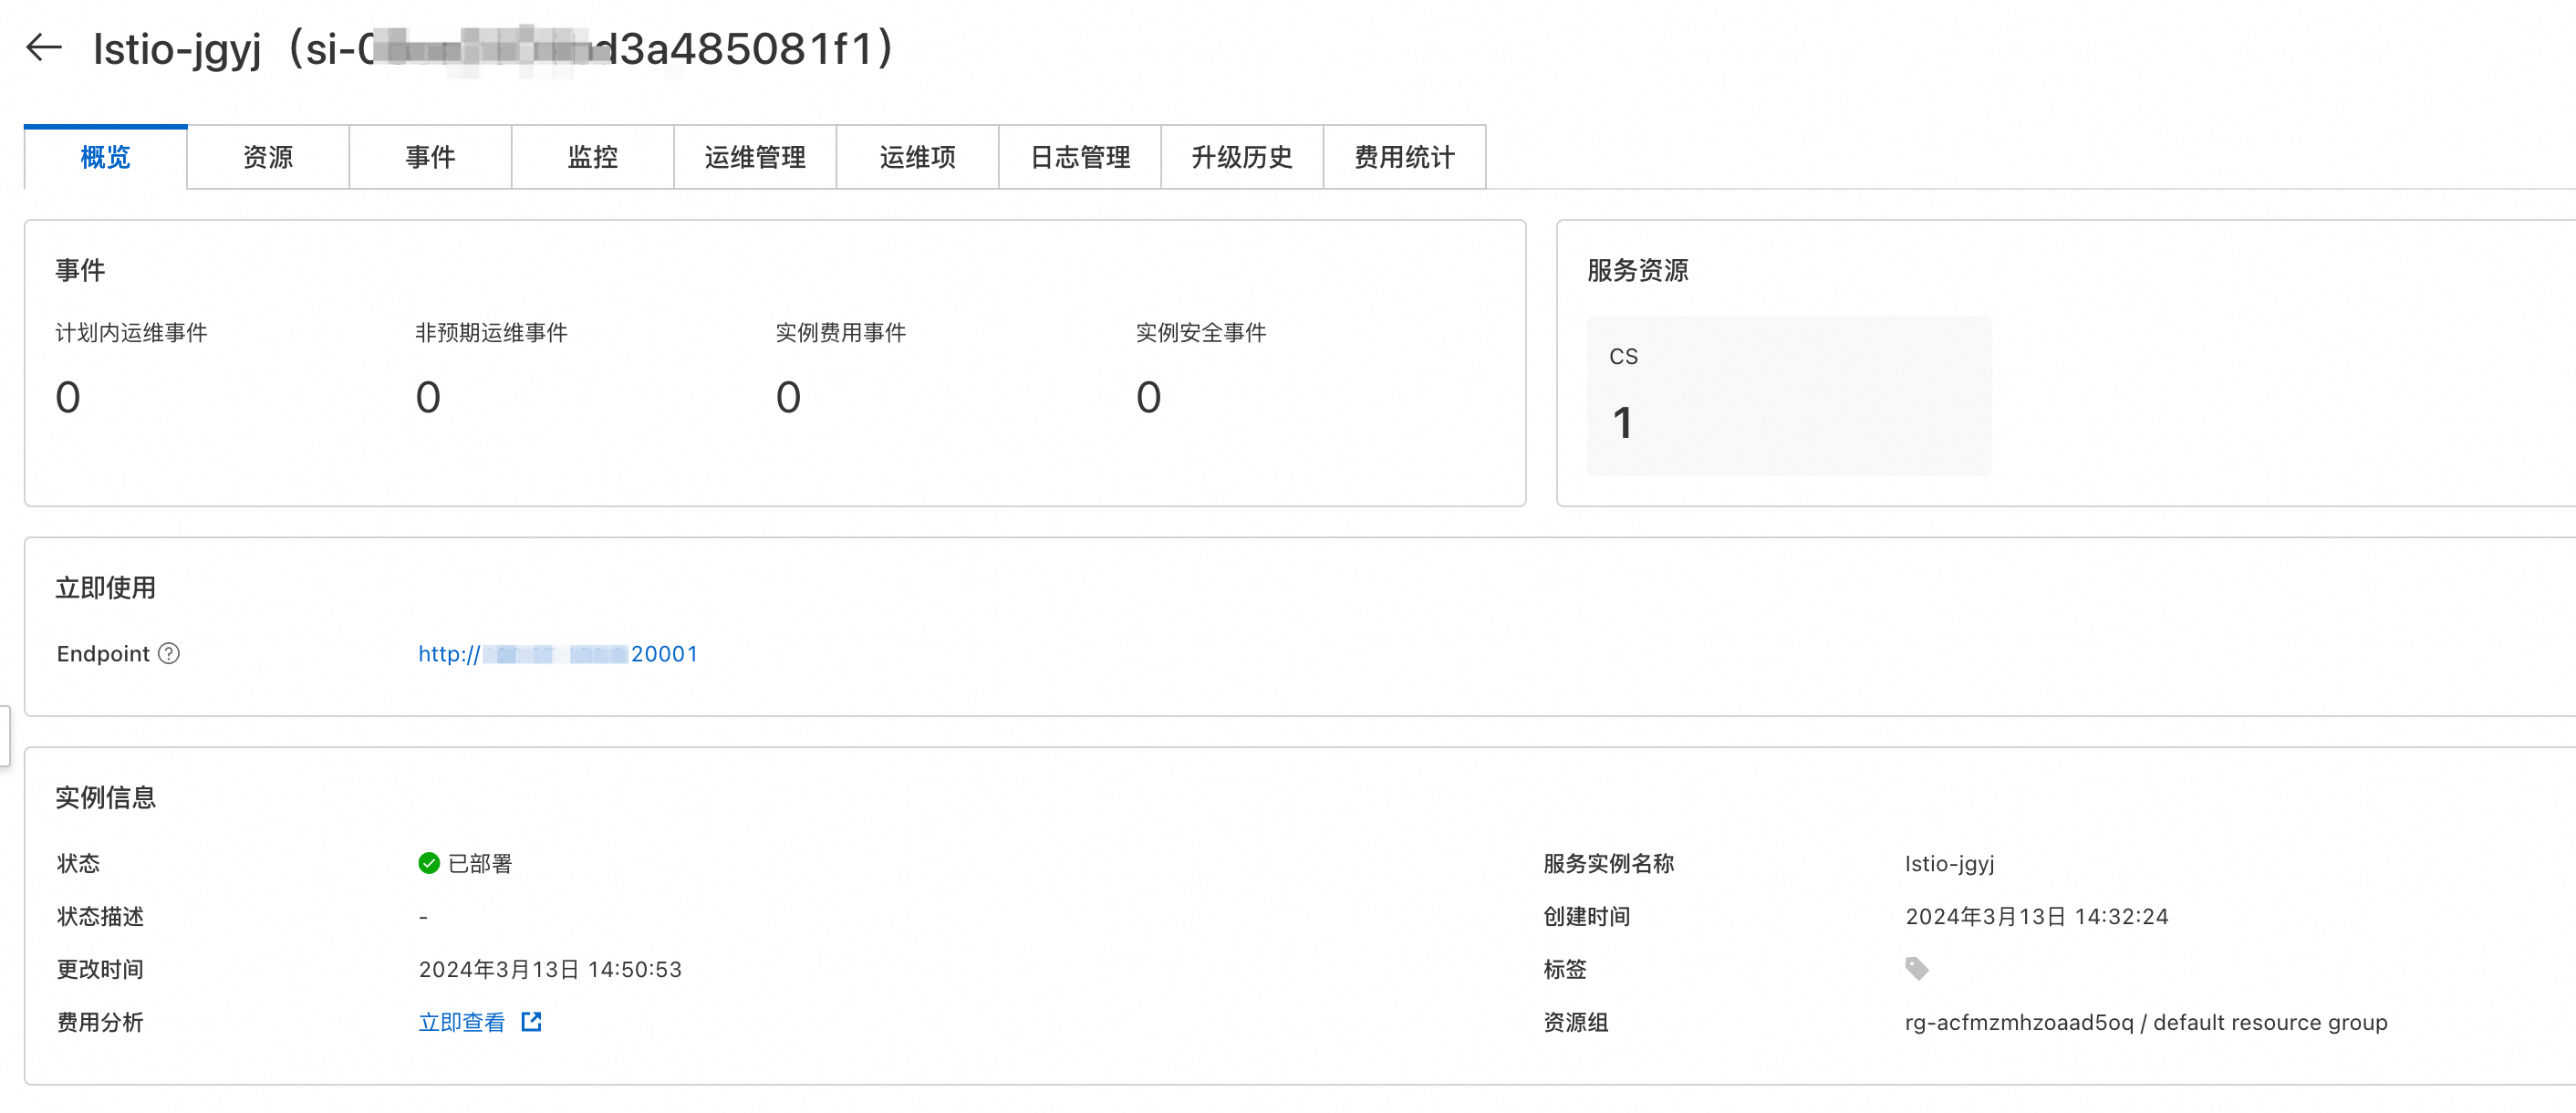 Istio-jgyj（si-0 d3a485081f1）
概览 资源 事件 监控 运维管理 运维项 日志管理 升级历史 费用统计
事件
计划内运维事件 非预期运维事件 实例费用事件 实例安全事件
0 0 0 0
服务资源
CS
1
立即使用
Endpoint ? http:// 20001
实例信息
状态 已部署 服务实例名称 Istio-jgyj
状态描述 - 创建时间 2024年3月13日 14:32:24
更改时间 2024年3月13日 14:50:53 标签
费用分析 立即查看 资源组 rg-acfmzmhzoaad5oq / default resource group